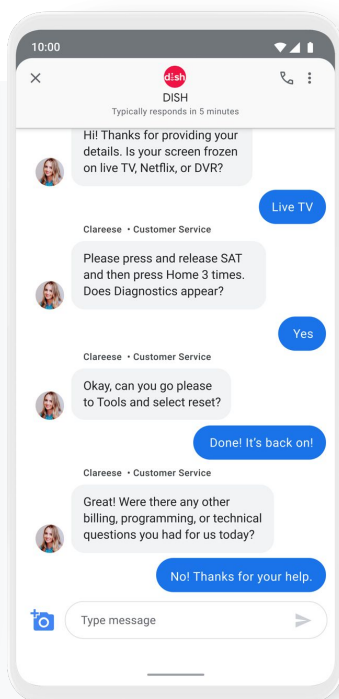 10:00
dish
DISH
Typically responds in 5 minutes
Hi! Thanks for providing your
details. Is your screen frozen
on live TV, Netflix, or DVR?
Live TV
Clareese • Customer Service
Please press and release SAT
and then press Home 3 times.
Does Diagnostics appear?
Yes
Clareese • Customer Service
Okay, can you go please
to Tools and select reset?
Done! It's back on!
Clareese • Customer Service
Great! Were there any other
billing, programming, or technical
questions you had for us today?
No! Thanks for your help.
Type message